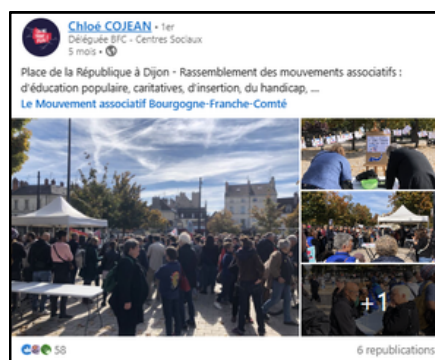 Chloé COJEAN • 1er
Déléguée BFC - Centres Sociaux
5 mois •
Place de la République à Dijon - Rassemblement des mouvements associatifs :
d'éducation populaire, caritatives, d'insertion, du handicap, ...
Le Mouvement associatif Bourgogne-Franche-Comté
+1
58
6 republications